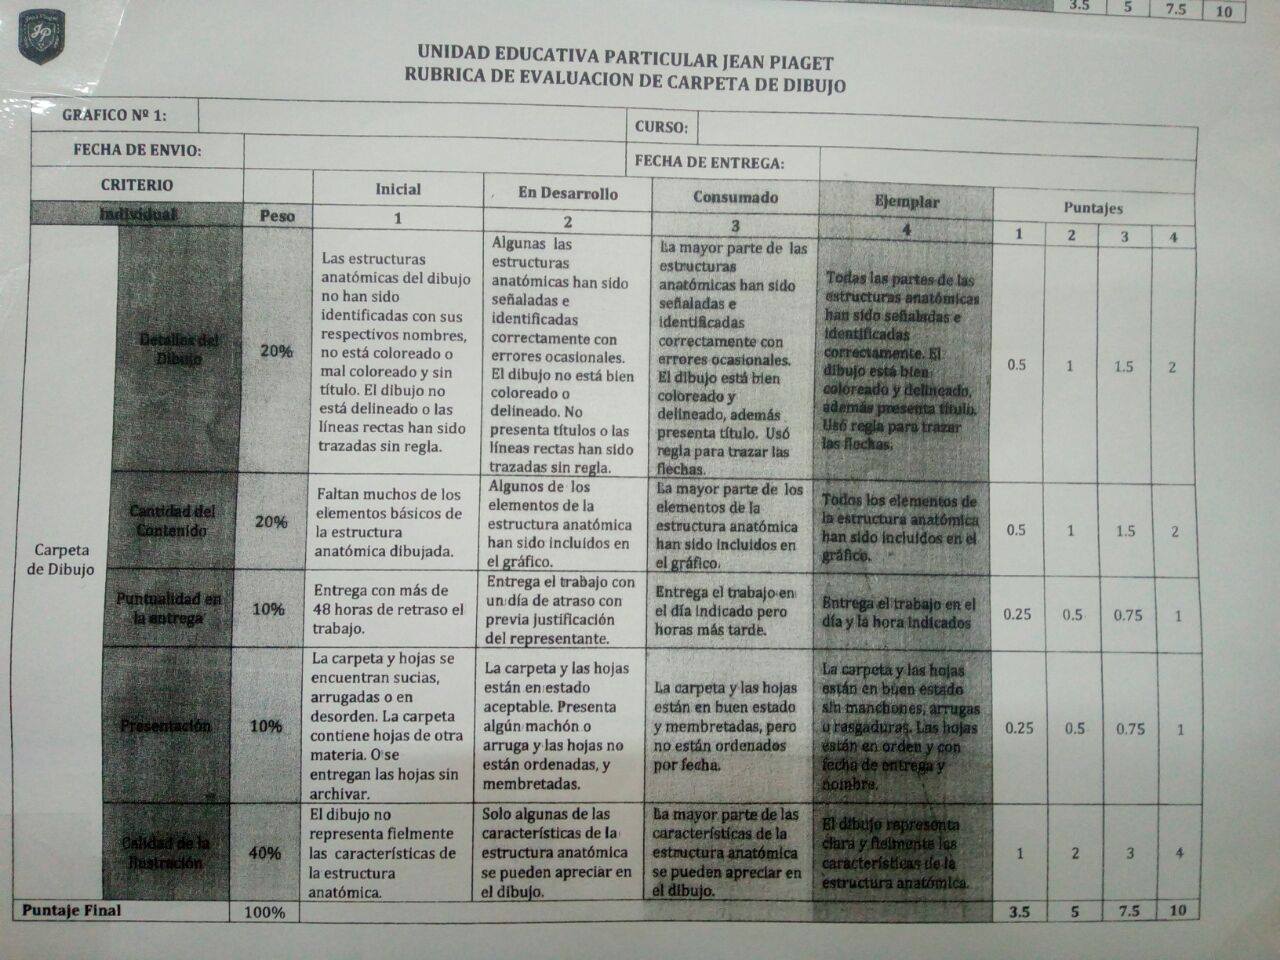 3.5 5 7.5 10
Jean Piaget
JP
UNIDAD EDUCATIVA PARTICULAR JEAN PIAGET
RUBRICA DE EVALUACION DE CARPETA DE DIBUJO
GRAFICO Nº 1:
CURSO:
FECHA DE ENVIO:
FECHA DE ENTREGA:
CRITERIO
Inicial
En Desarrollo
Consumado
Ejemplar
Puntajes
Individual
Peso
1
2
3
4
1 2 3 4
Carpeta
de Dibujo
Detalles del
Dibujo
20%
Las estructuras
anatómicas del dibujo
no han sido
identificadas con sus
respectivos nombres,
no está coloreado o
mal coloreado y sin
título. El dibujo no
está delineado o las
líneas rectas han sido
trazadas sin regla.
Algunas las
estructuras
anatómicas han sido
señaladas e
identificadas
correctamente con
errores ocasionales.
El dibujo no está bien
coloreado o
delineado. No
presenta títulos o las
líneas rectas han sido
trazadas sin regla.
La mayor parte de las
estructuras
anatómicas han sido
señaladas e
identificadas
correctamente con
errores ocasionales.
El dibujo está bien
coloreado y
delineado, además
presenta título. Usó
regla para trazar las
flechas.
Todas las partes de las
estructuras anatómicas
han sido señaladas e
identificadas
correctamente. El
dibujo está bien
coloreado y delineado,
además presenta título.
Usó regla para trazar
las flechas.
0.5 1 1.5 2
Cantidad del
Contenido
20%
Faltan muchos de los
elementos básicos de
la estructura
anatómica dibujada.
Algunos de los
elementos de la
estructura anatómica
han sido incluidos en
el gráfico.
La mayor parte de los
elementos de la
estructura anatómica
han sido incluidos en
el gráfico.
Todos los elementos de
la estructura anatómica
han sido incluidos en el
gráfico.
0.5 1 1.5 2
Puntualidad en
la entrega
10%
Entrega con más de
48 horas de retraso el
trabajo.
Entrega el trabajo con
un día de atraso con
previa justificación
del representante.
Entrega el trabajo en
el día indicado pero
horas más tarde.
Entrega el trabajo en el
día y la hora indicados
0.25 0.5 0.75 1
Presentación
10%
La carpeta y hojas se
encuentran sucias,
arrugadas o en
desorden. La carpeta
contiene hojas de otra
materia. O se
entregan las hojas sin
archivar.
La carpeta y las hojas
están en estado
aceptable. Presenta
algún machón o
arruga y las hojas no
están ordenadas, y
membretadas.
La carpeta y las hojas
están en buen estado
y membretadas, pero
no están ordenados
por fecha.
La carpeta y las hojas
están en buen estado
sin manchones, arrugas
u rasgaduras. Las hojas
están en orden y con
fecha de entrega y
nombre.
0.25 0.5 0.75 1
Calidad de la
Ilustración
40%
El dibujo no
representa fielmente
las características de
la estructura
anatómica.
Solo algunas de las
características de la
estructura anatómica
se pueden apreciar en
el dibujo.
La mayor parte de las
características de la
estructura anatómica
se pueden apreciar en
el dibujo.
El dibujo representa
clara y fielmente las
características de la
estructura anatómica.
1 2 3 4
Puntaje Final
100%
3.5 5 7.5 10